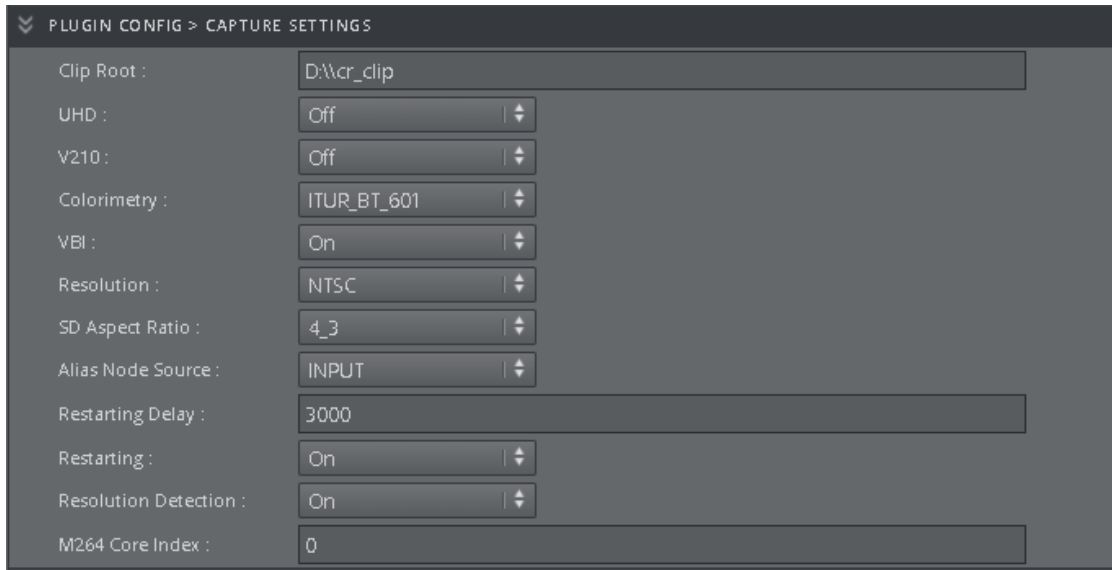 PLUGIN CONFIG > CAPTURE SETTINGS
Clip Root : D:\\cr_clip
UHD : Off
V210 : Off
Colorimetry : ITUR_BT_601
VBI : On
Resolution : NTSC
SD Aspect Ratio : 4_3
Alias Node Source : INPUT
Restarting Delay : 3000
Restarting : On
Resolution Detection : On
M264 Core Index : 0